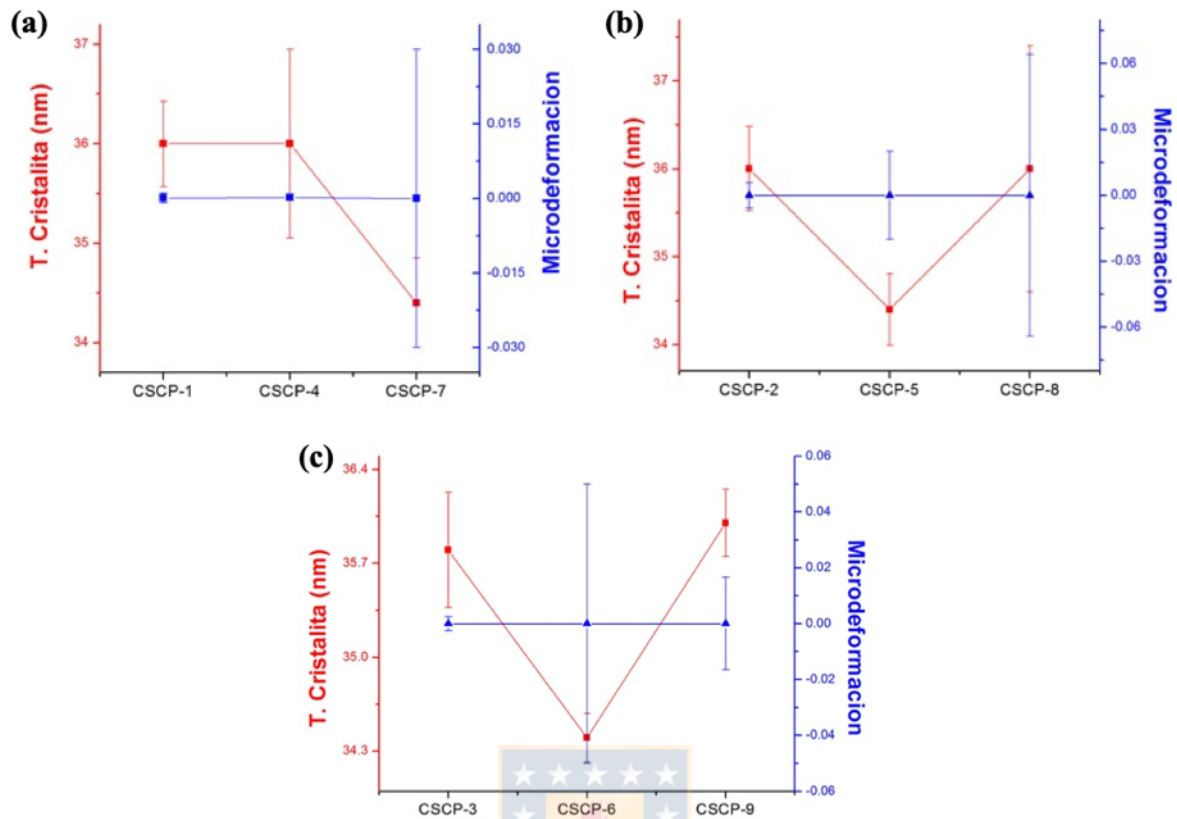 (a)
T. Cristalita (nm)
37
36
35
34
0.030
0.015
0.000
-0.015
-0.030
Microdeformacion
CSCP-1 CSCP-4 CSCP-7
(b)
T. Cristalita (nm)
37
36
35
34
0.06
0.03
0.00
-0.03
-0.06
Microdeformacion
CSCP-2 CSCP-5 CSCP-8
(c)
T. Cristalita (nm)
36.4
35.7
35.0
34.3
0.06
0.04
0.02
0.00
-0.02
-0.04
-0.06
Microdeformacion
CSCP-3 CSCP-6 CSCP-9